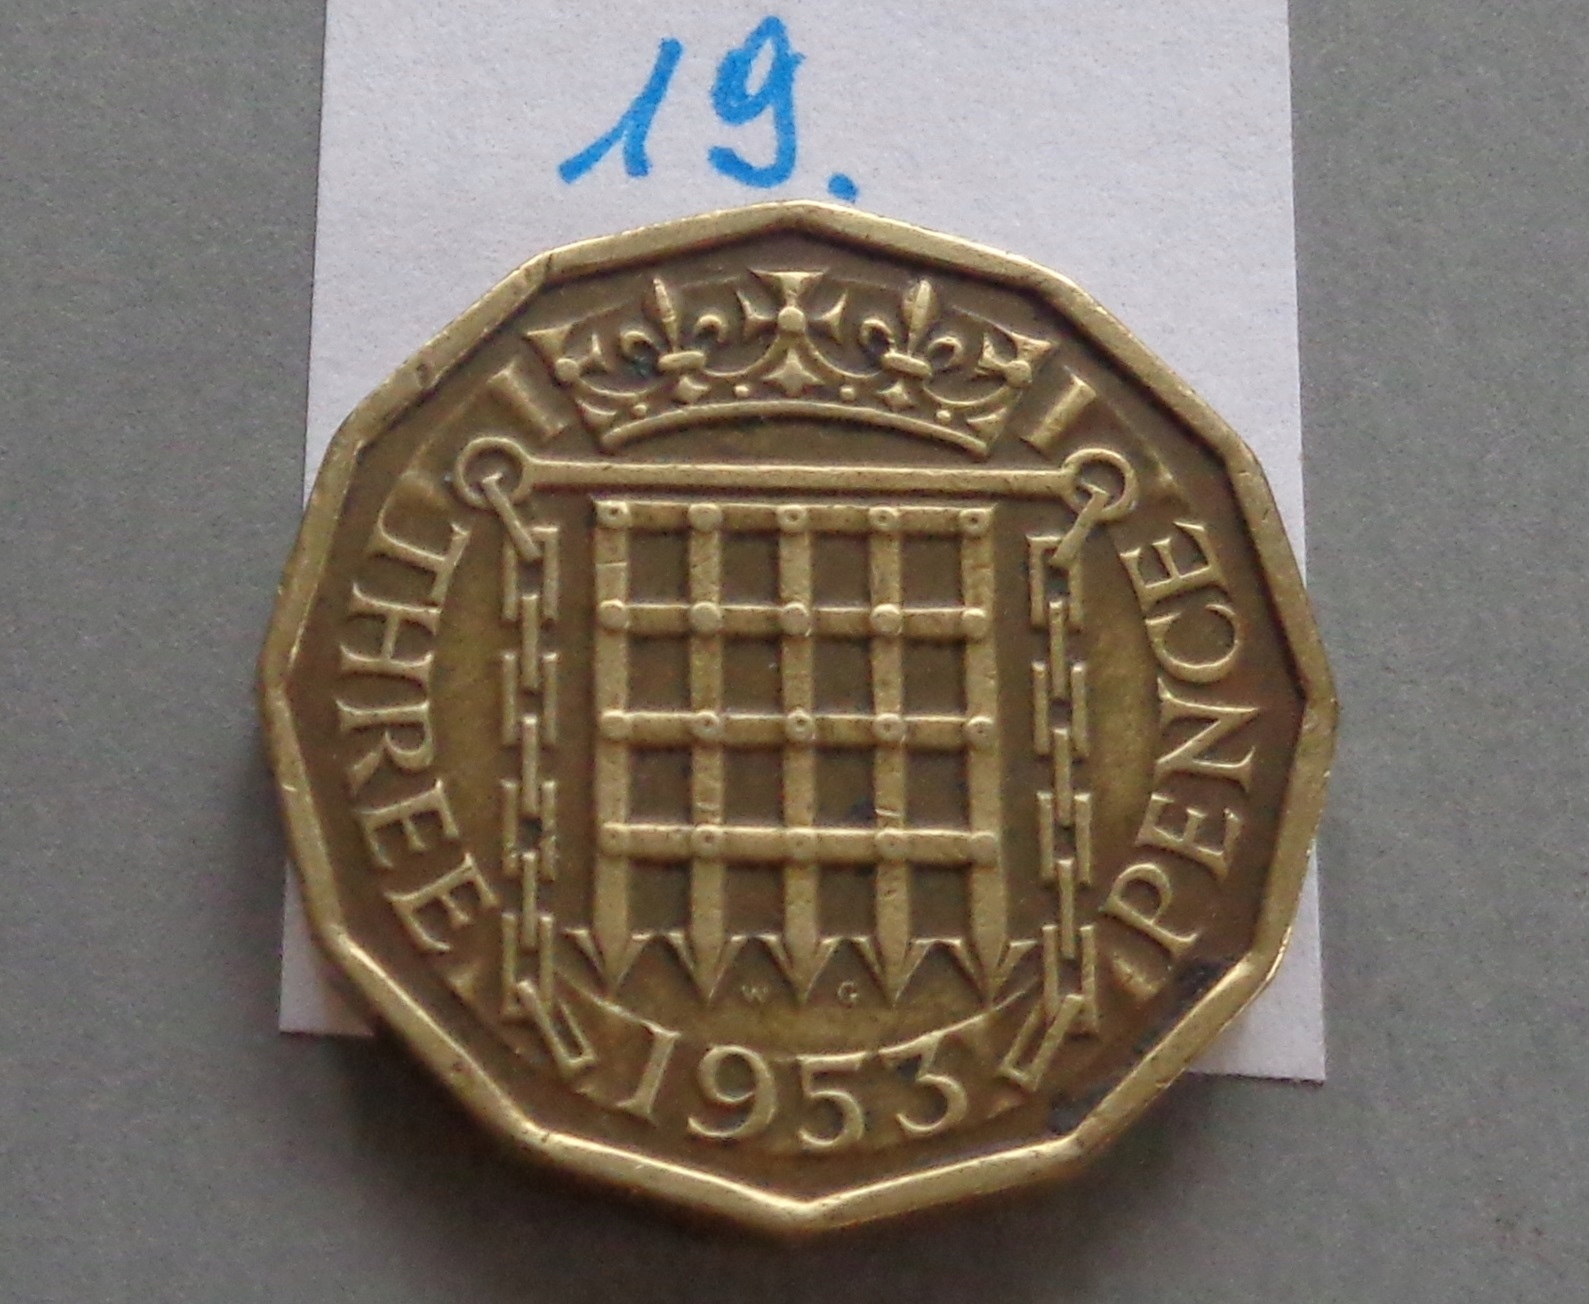 19.
THREE PENCE
W G
1953